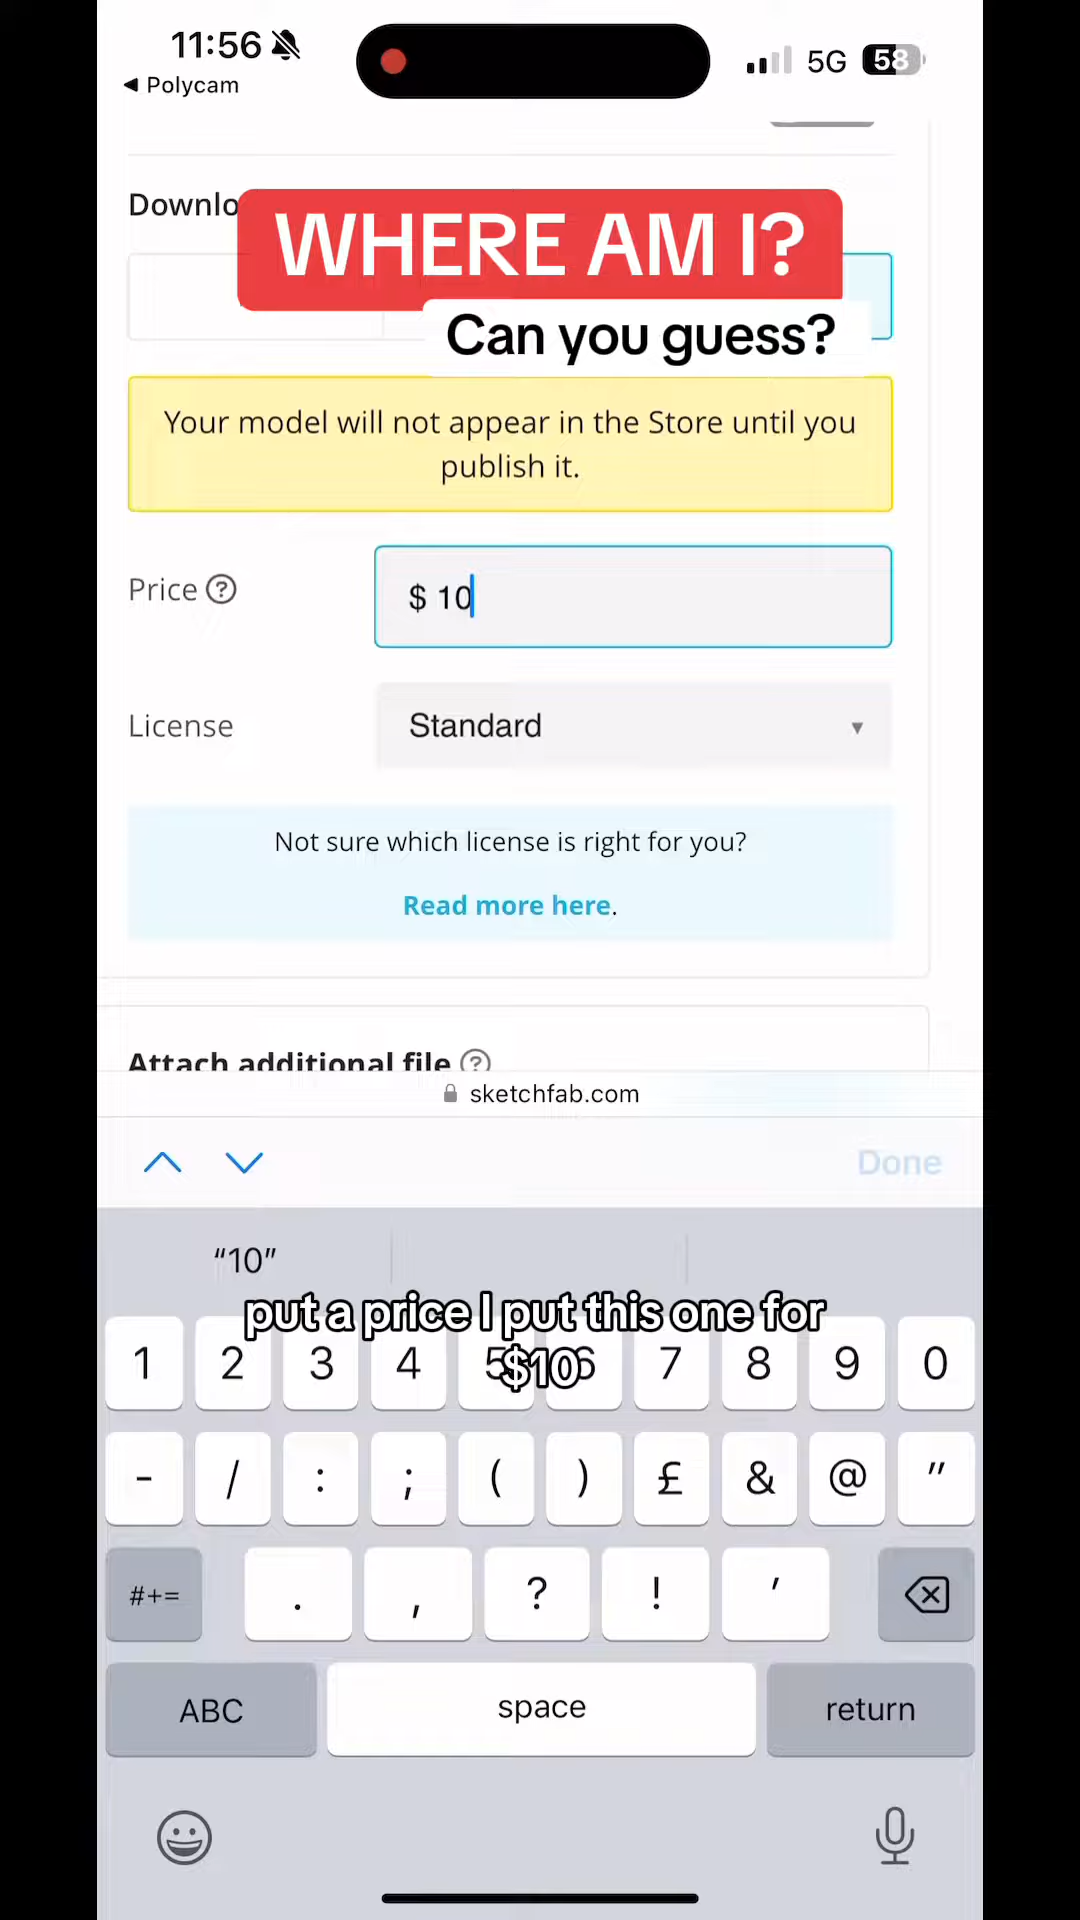 11:56
5G
58
◀ Polycam
Downlo
WHERE AM I?
Can you guess?
Your model will not appear in the Store until you
publish it.
Price ?
$ 10
License
Standard
Not sure which license is right for you?
Read more here.
Attach additional file ?
sketchfab.com
Done
“10”
put a price I put this one for
$10
1 2 3 4 5 6 7 8 9 0
- / : ; ( ) £ & @ "
#+= . , ? ! '
ABC space return